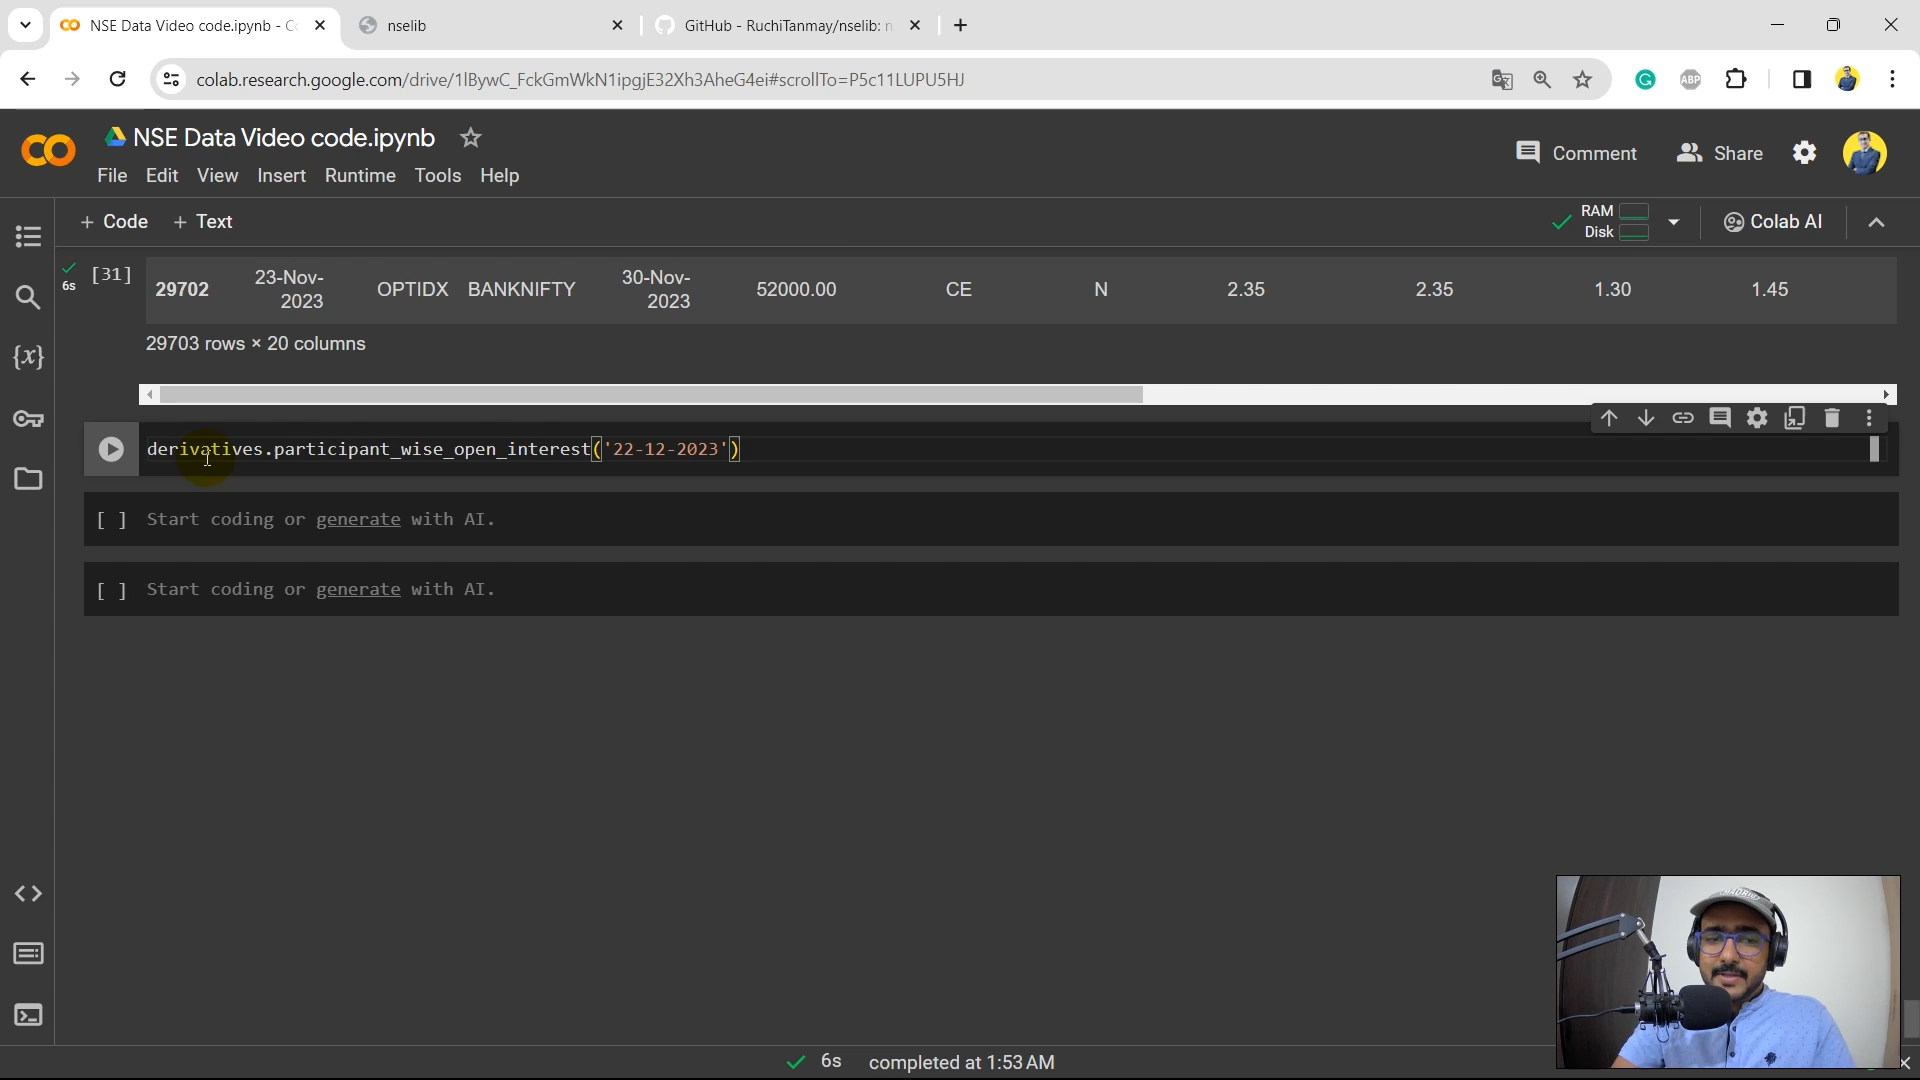 NSE Data Video code.ipynb - Co
nselib
GitHub - RuchiTanmay/nselib: n
colab.research.google.com/drive/1lBywC_FckGmWkN1ipgjE32Xh3AheG4ei#scrollTo=P5c11LUPU5HJ
ABP
NSE Data Video code.ipynb
Comment
Share
File Edit View Insert Runtime Tools Help
+ Code + Text
RAM
Disk
Colab AI
6s
[31]
29702 23-Nov-2023 OPTIDX BANKNIFTY 30-Nov-2023 52000.00 CE N 2.35 2.35 1.30 1.45
29703 rows × 20 columns
derivatives.participant_wise_open_interest('22-12-2023')
[ ] Start coding or generate with AI.
[ ] Start coding or generate with AI.
6s completed at 1:53 AM